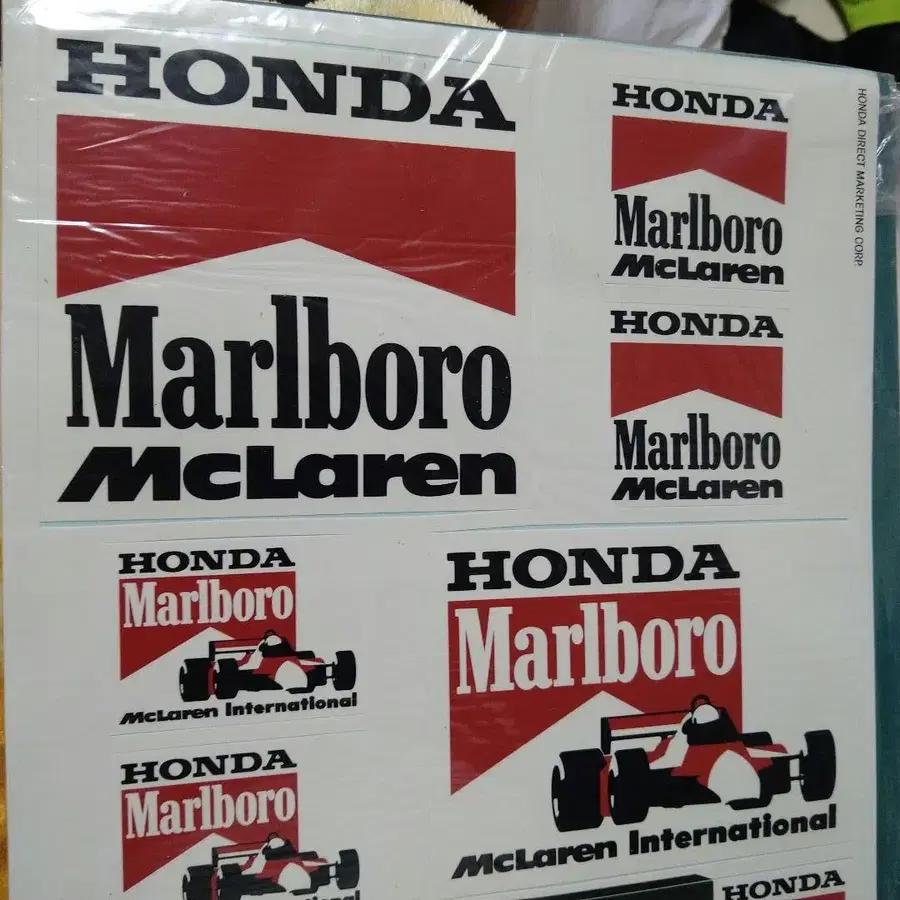 HONDA
Marlboro
McLaren
HONDA
Marlboro
McLaren
HONDA DIRECT MARKETING CORP.
HONDA
Marlboro
McLaren
HONDA
Marlboro
McLaren International
HONDA
Marlboro
McLaren International
HONDA
Marlboro
HONDA